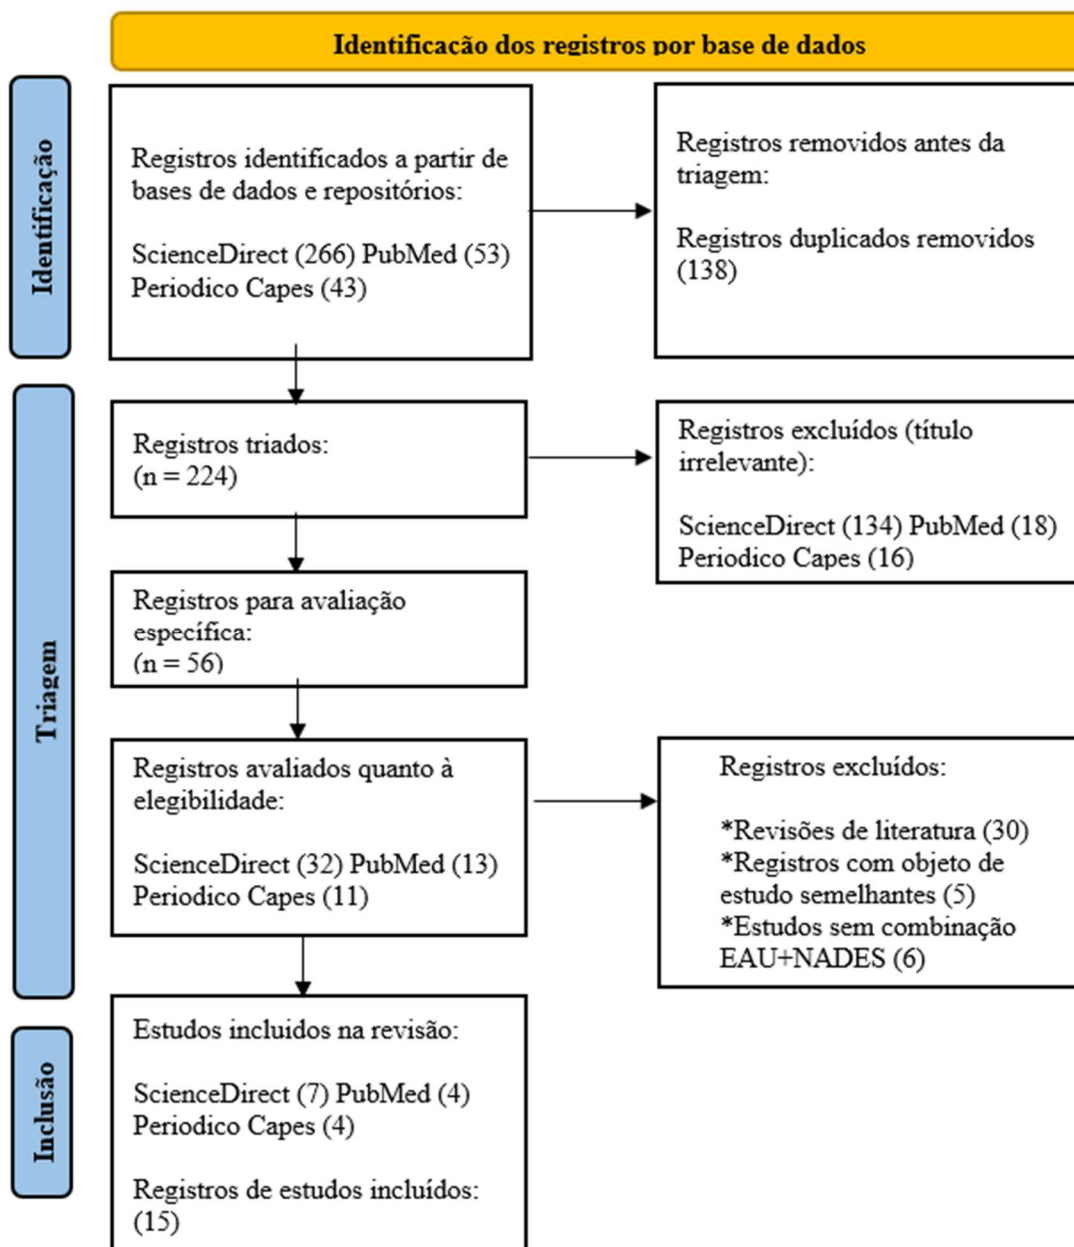 Identificação dos registros por base de dados
Identificação
Registros identificados a partir de
bases de dados e repositórios:
ScienceDirect (266) PubMed (53)
Periodico Capes (43)
Registros removidos antes da
triagem:
Registros duplicados removidos
(138)
Triagem
Registros triados:
(n = 224)
Registros excluídos (título
irrelevante):
ScienceDirect (134) PubMed (18)
Periodico Capes (16)
Registros para avaliação
específica:
(n = 56)
Registros avaliados quanto à
elegibilidade:
ScienceDirect (32) PubMed (13)
Periodico Capes (11)
Registros excluídos:
*Revisões de literatura (30)
*Registros com objeto de
estudo semelhantes (5)
*Estudos sem combinação
EAU+NADES (6)
Inclusão
Estudos incluidos na revisão:
ScienceDirect (7) PubMed (4)
Periodico Capes (4)
Registros de estudos incluídos:
(15)